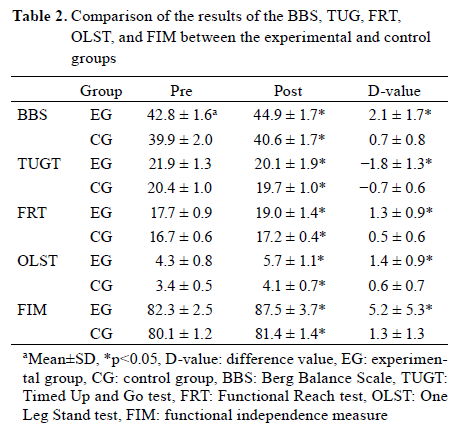 Table 2. Comparison of the results of the BBS, TUG, FRT,
OLST, and FIM between the experimental and control
groups
Group Pre Post D-value
BBS EG 42.8 ± 1.6ᵃ 44.9 ± 1.7* 2.1 ± 1.7*
CG 39.9 ± 2.0 40.6 ± 1.7* 0.7 ± 0.8
TUGT EG 21.9 ± 1.3 20.1 ± 1.9* −1.8 ± 1.3*
CG 20.4 ± 1.0 19.7 ± 1.0* −0.7 ± 0.6
FRT EG 17.7 ± 0.9 19.0 ± 1.4* 1.3 ± 0.9*
CG 16.7 ± 0.6 17.2 ± 0.4* 0.5 ± 0.6
OLST EG 4.3 ± 0.8 5.7 ± 1.1* 1.4 ± 0.9*
CG 3.4 ± 0.5 4.1 ± 0.7* 0.6 ± 0.7
FIM EG 82.3 ± 2.5 87.5 ± 3.7* 5.2 ± 5.3*
CG 80.1 ± 1.2 81.4 ± 1.4* 1.3 ± 1.3
ᵃMean±SD, *p<0.05, D-value: difference value, EG: experimen-
tal group, CG: control group, BBS: Berg Balance Scale, TUGT:
Timed Up and Go test, FRT: Functional Reach test, OLST: One
Leg Stand test, FIM: functional independence measure